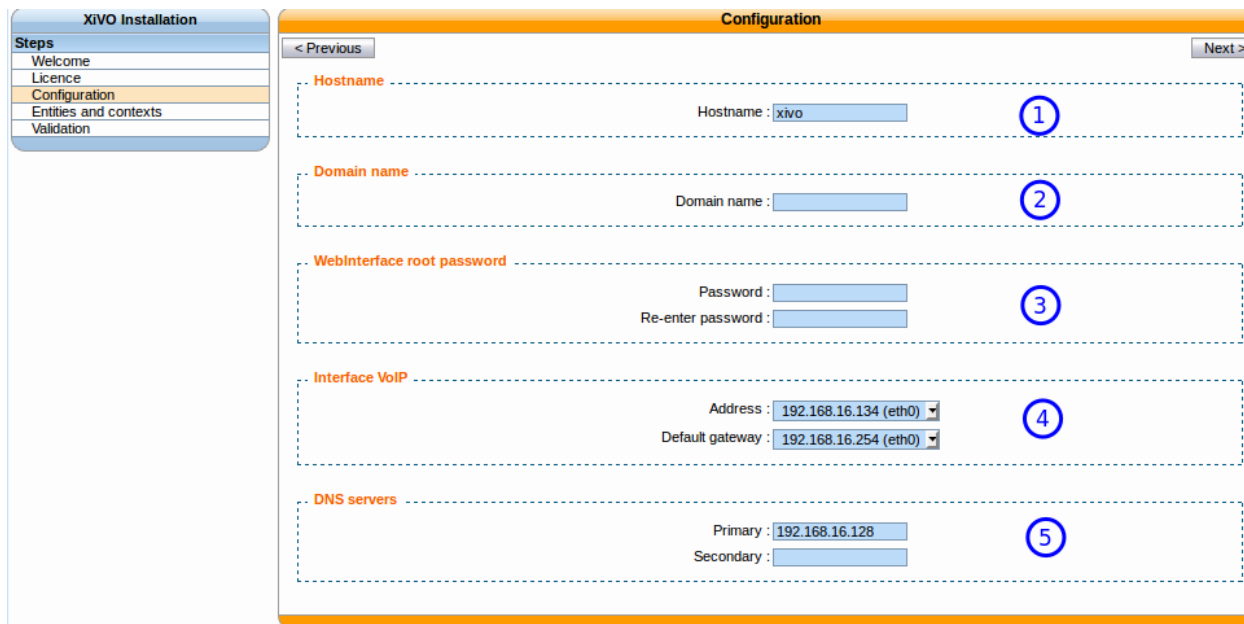 XiVO Installation
Steps
Welcome
Licence
Configuration
Entities and contexts
Validation
Configuration
< Previous
Next >
Hostname
Hostname : xivo
1
Domain name
Domain name :
2
WebInterface root password
Password :
Re-enter password :
3
Interface VoIP
Address : 192.168.16.134 (eth0)
Default gateway : 192.168.16.254 (eth0)
4
DNS servers
Primary : 192.168.16.128
Secondary :
5